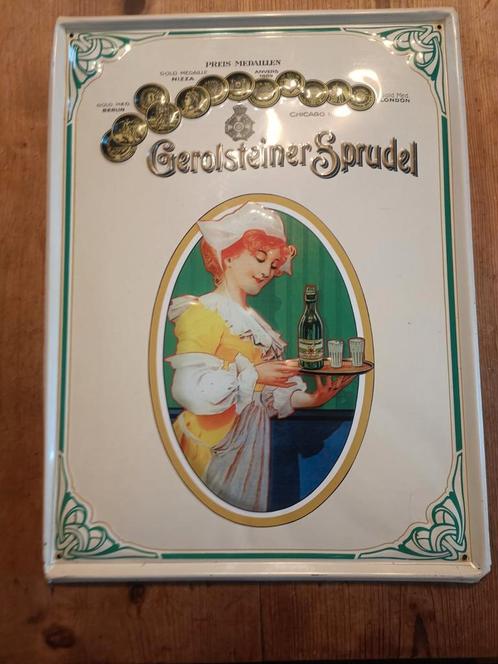 PREIS MEDAILLEN
GOLD MEDAILLE
NIZZA
ANVERS
GOLD MED
BERLIN
CHICAGO
Gold Med.
LONDON
Gerolsteiner Sprudel